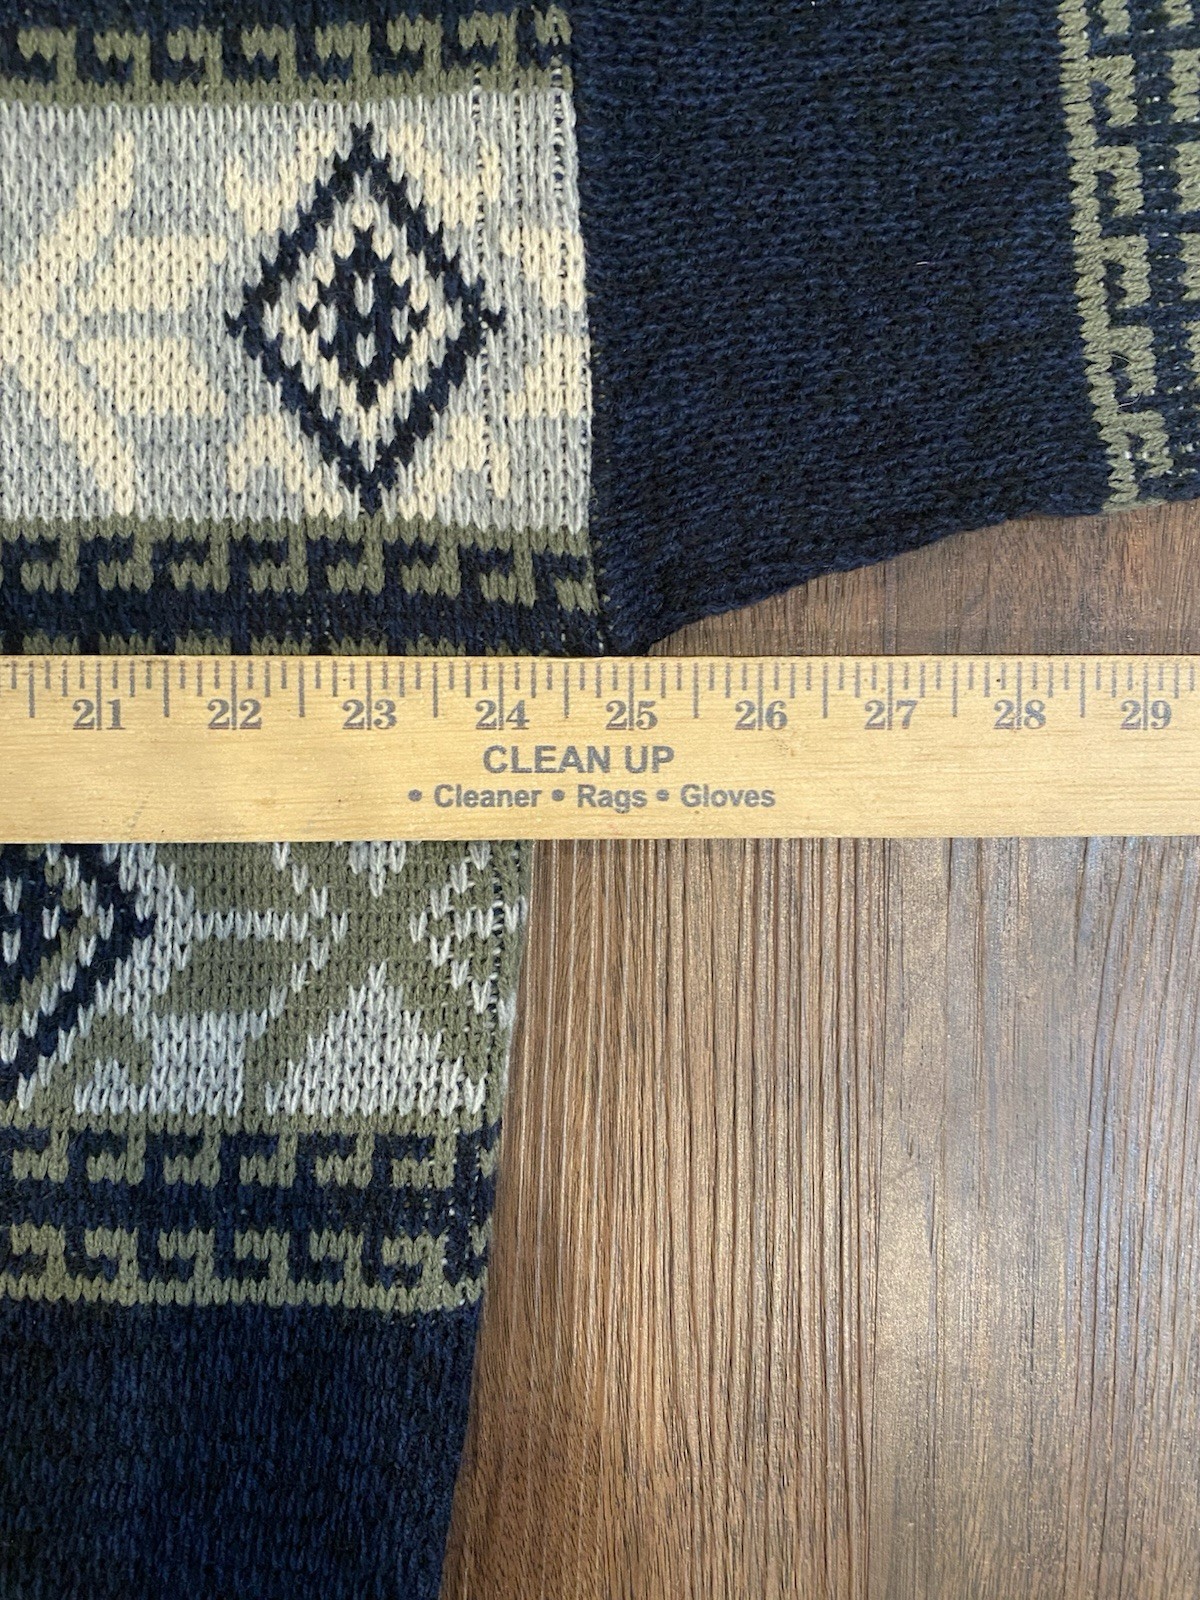 21 22 23 24 25 26 27 28 29
CLEAN UP
• Cleaner • Rags • Gloves